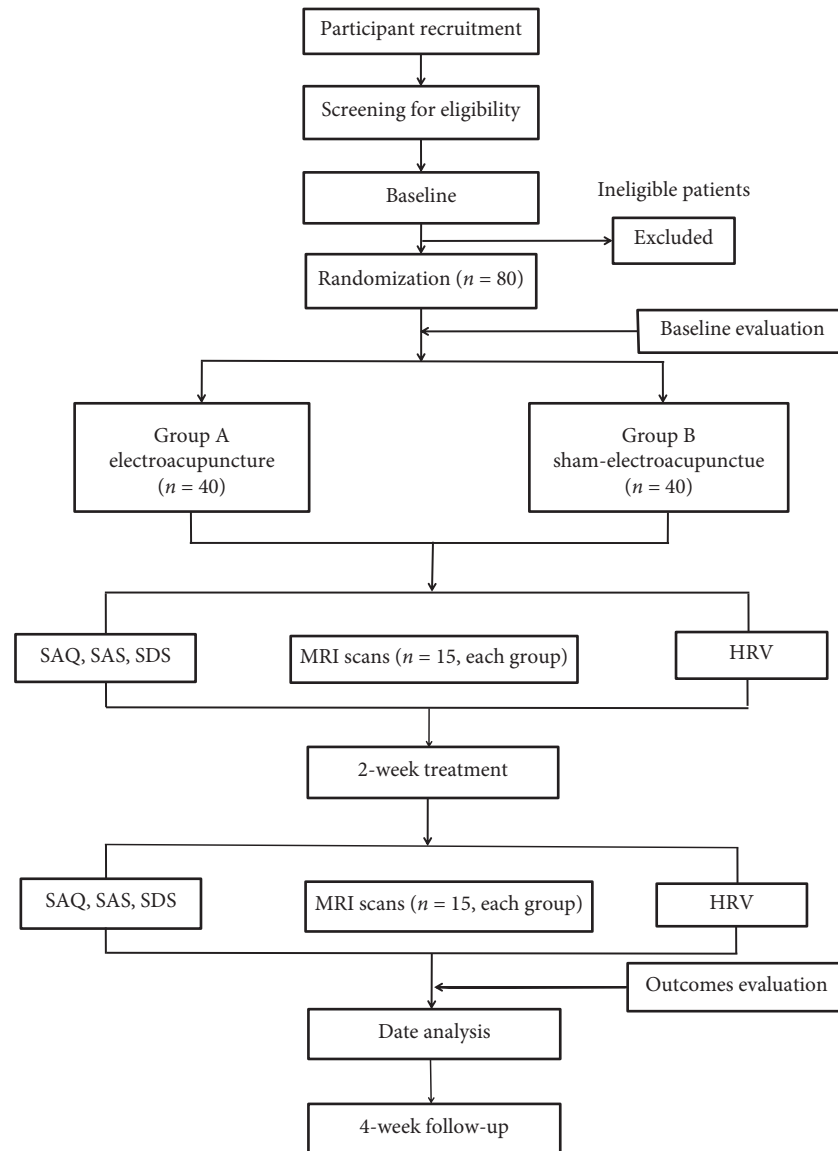 Participant recruitment
Screening for eligibility
Baseline
Ineligible patients
Excluded
Randomization (n = 80)
Baseline evaluation
Group A
electroacupuncture
(n = 40)
Group B
sham-electroacupunctue
(n = 40)
SAQ, SAS, SDS
MRI scans (n = 15, each group)
HRV
2-week treatment
SAQ, SAS, SDS
MRI scans (n = 15, each group)
HRV
Outcomes evaluation
Date analysis
4-week follow-up